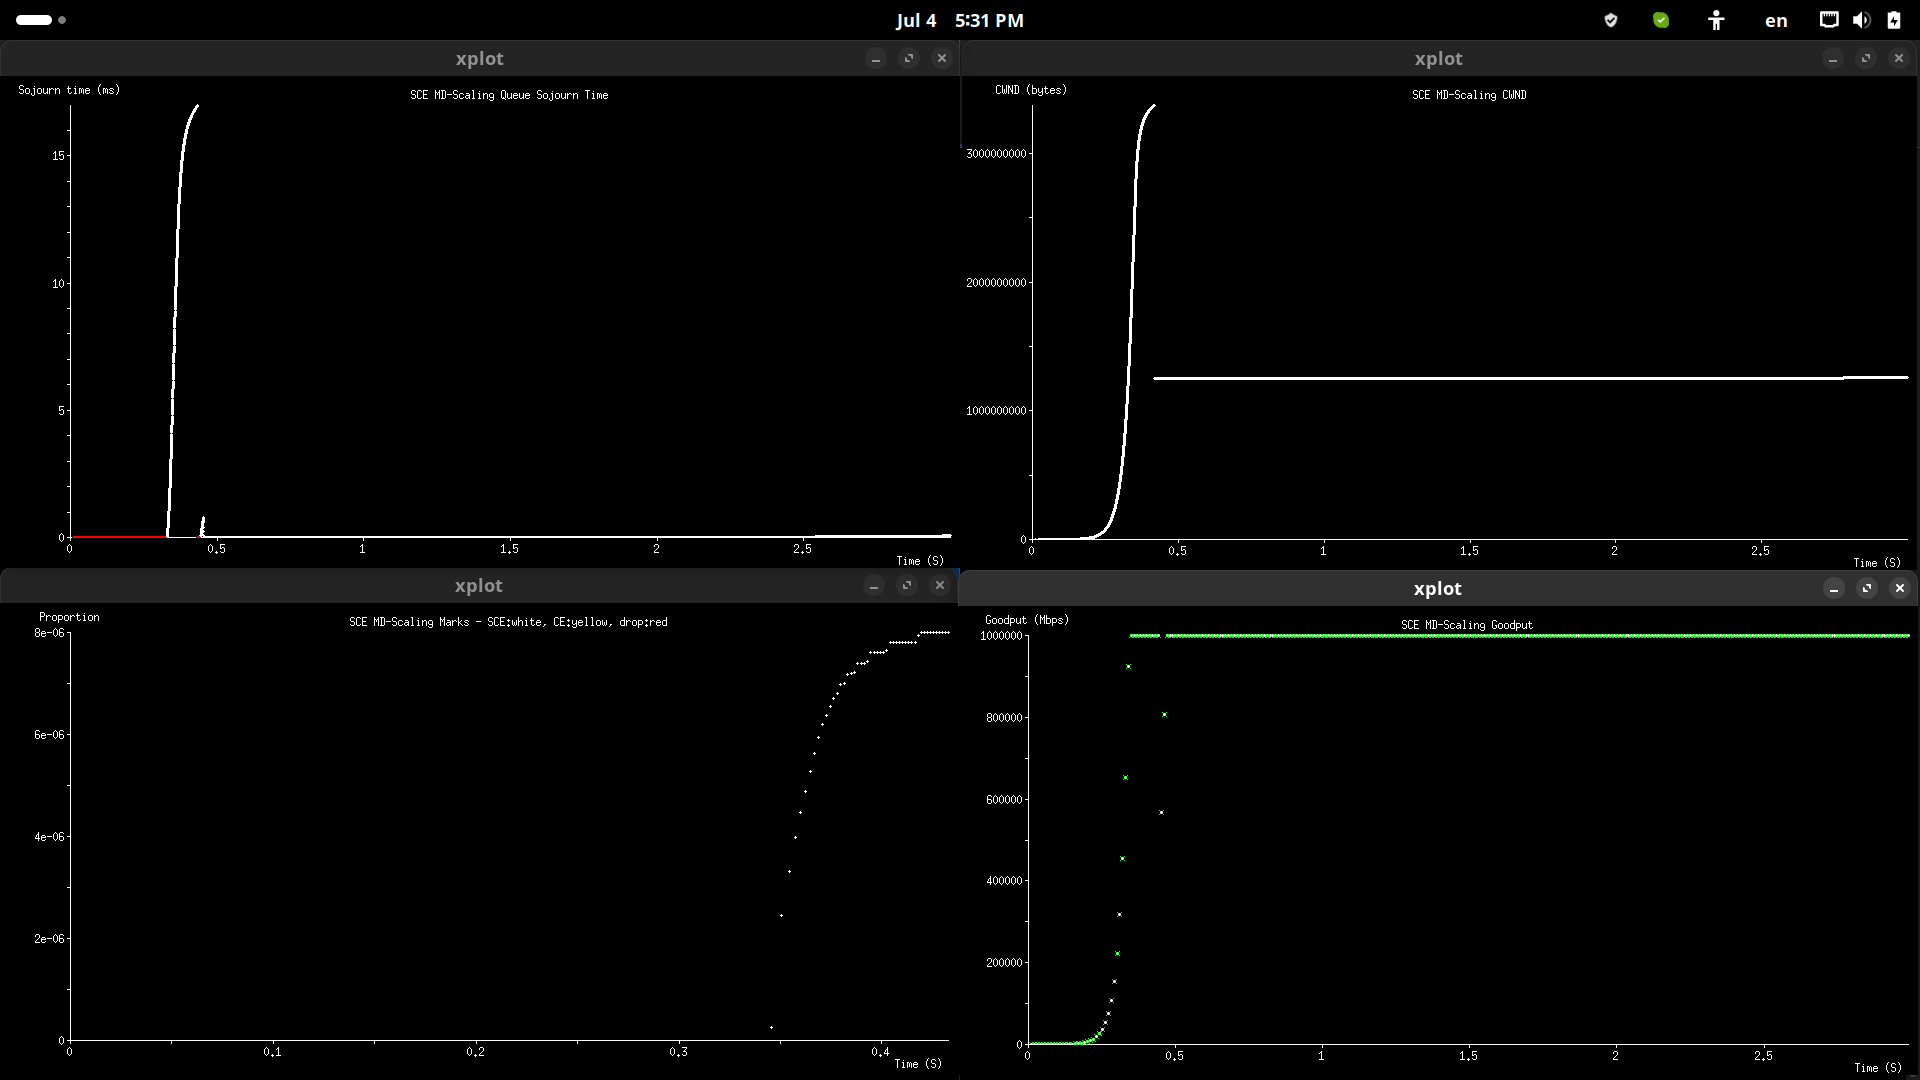 Jul 4 5:31 PM
en
xplot
Sojourn time (ms)
SCE MD-Scaling Queue Sojourn Time
15
10
5
0
0 0.5 1 1.5 2 2.5
Time (S)
xplot
CWND (bytes)
SCE MD-Scaling CWND
3000000000
2000000000
1000000000
0
0 0.5 1 1.5 2 2.5
Time (S)
xplot
Proportion
SCE MD-Scaling Marks - SCE:white, CE:yellow, drop:red
8e-06
6e-06
4e-06
2e-06
0
0 0.1 0.2 0.3 0.4
Time (S)
xplot
Goodput (Mbps)
SCE MD-Scaling Goodput
1000000
800000
600000
400000
200000
0
0 0.5 1 1.5 2 2.5
Time (S)